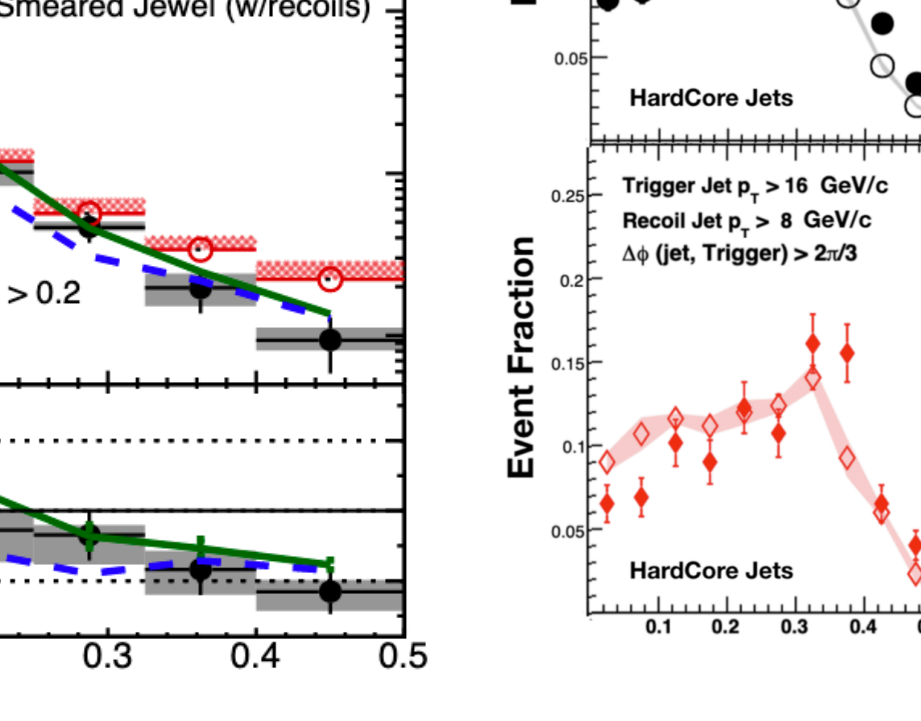 Smeared Jewel (w/recoils)
> 0.2
0.3 0.4 0.5
0.05
HardCore Jets
Trigger Jet p_T > 16 GeV/c
Recoil Jet p_T > 8 GeV/c
Δϕ (jet, Trigger) > 2π/3
0.25
0.2
0.15
0.1
0.05
Event Fraction
HardCore Jets
0.1 0.2 0.3 0.4